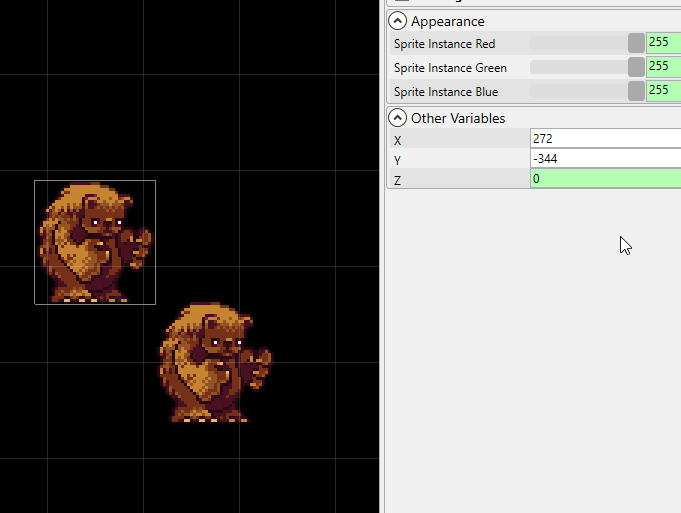 Appearance
Sprite Instance Red 255
Sprite Instance Green 255
Sprite Instance Blue 255
Other Variables
X 272
Y -344
Z 0